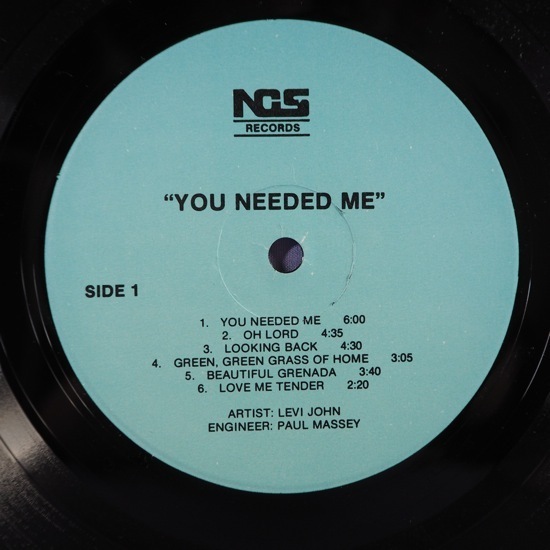 NGS
RECORDS
“YOU NEEDED ME”
SIDE 1
1. YOU NEEDED ME 6:00
2. OH LORD 4:35
3. LOOKING BACK 4:30
4. GREEN, GREEN GRASS OF HOME 3:05
5. BEAUTIFUL GRENADA 3:40
6. LOVE ME TENDER 2:20
ARTIST: LEVI JOHN
ENGINEER: PAUL MASSEY